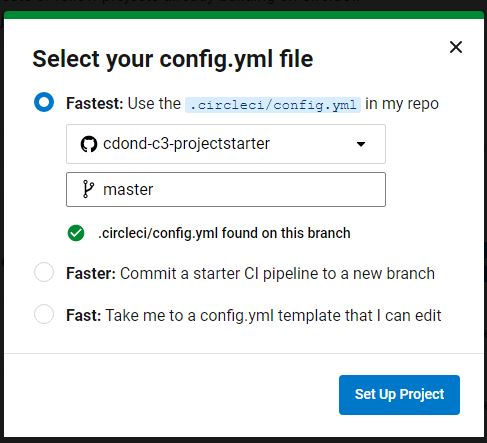 Select your config.yml file
Fastest: Use the .circleci/config.yml in my repo
cdond-c3-projectstarter
master
.circleci/config.yml found on this branch
Faster: Commit a starter CI pipeline to a new branch
Fast: Take me to a config.yml template that I can edit
Set Up Project